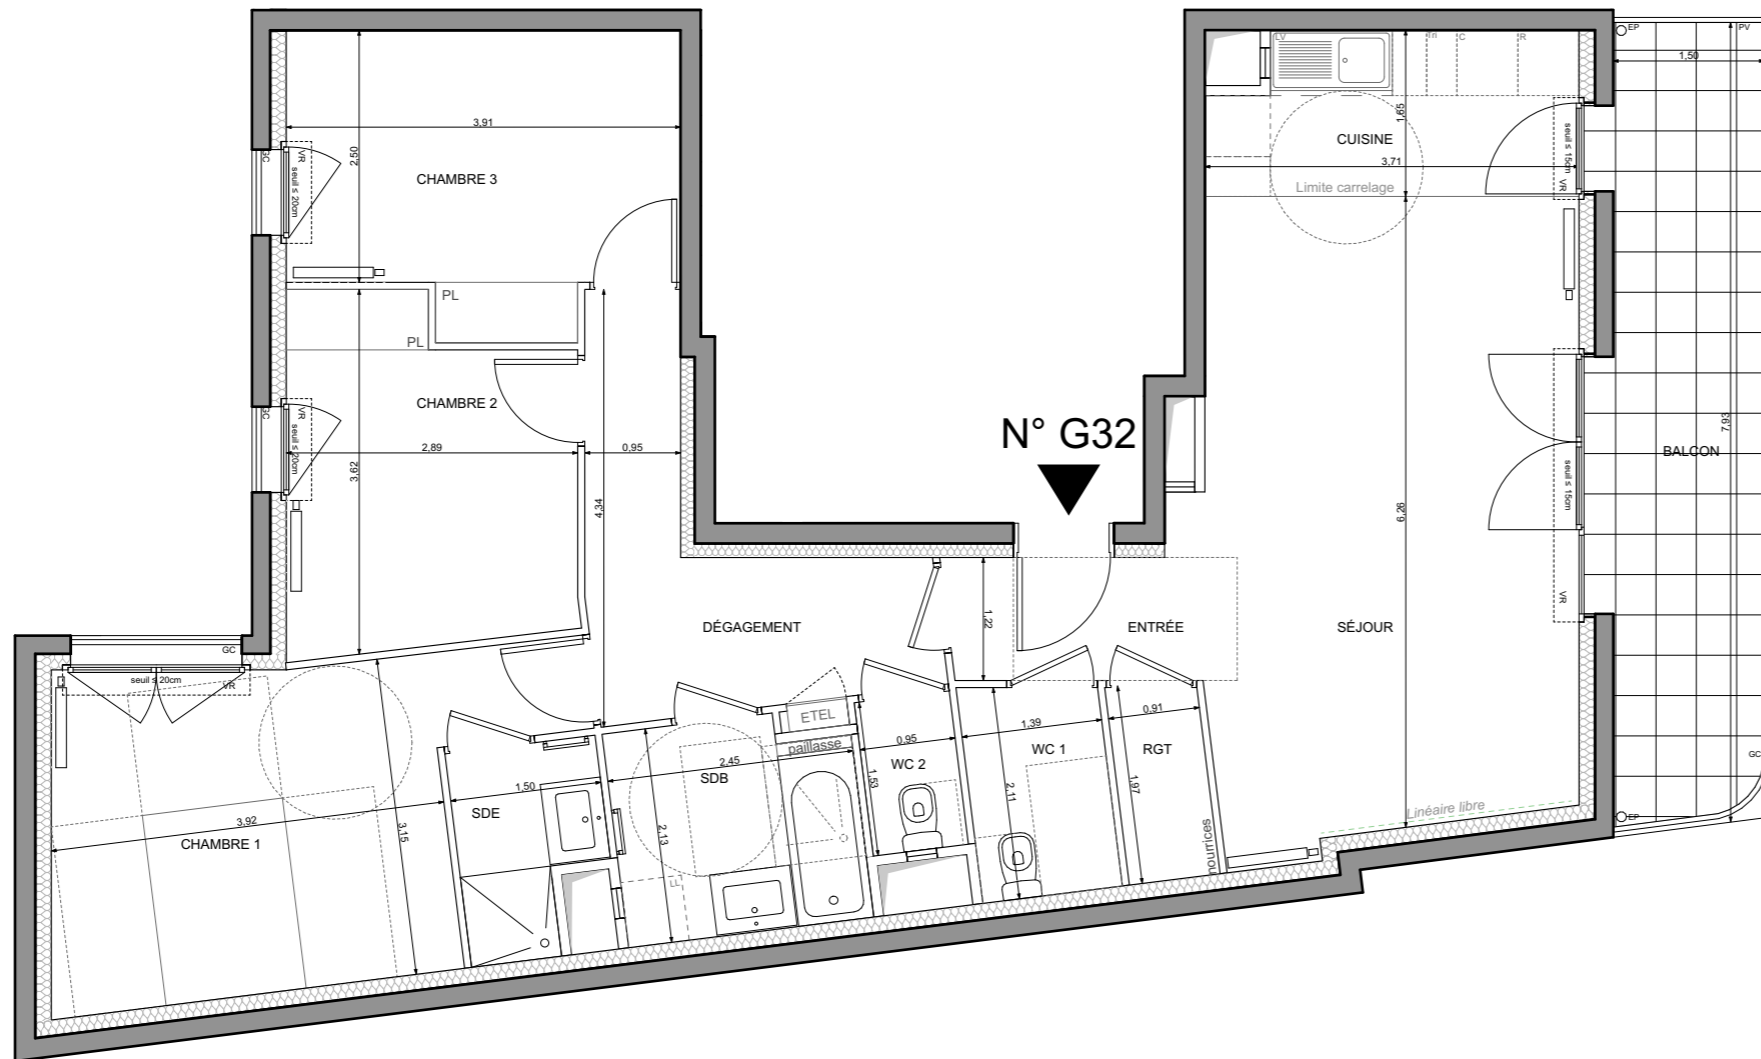 EP
PV
1,50
LV
Tri
C
R
3,91
1,65
CUISINE
seuil ≤ 15cm
VR
3,71
Limite carrelage
GC
VR
seuil ≤ 20cm
2,50
CHAMBRE 3
PL
PL
CHAMBRE 2
GC
VR
seuil ≤ 20cm
2,89
0,95
3,62
4,34
N° G32
6,26
seuil ≤ 15cm
VR
7,93
BALCON
1,22
DÉGAGEMENT
ENTRÉE
SÉJOUR
GC
seuil ≤ 20cm
VR
ETEL
paillasse
0,95
1,39
0,91
WC 1
RGT
WC 2
SDB
2,45
1,50
SDE
1,53
2,11
1,97
GC
3,92
3,15
2,13
CHAMBRE 1
Linéaire libre
EP
nourrices
LL